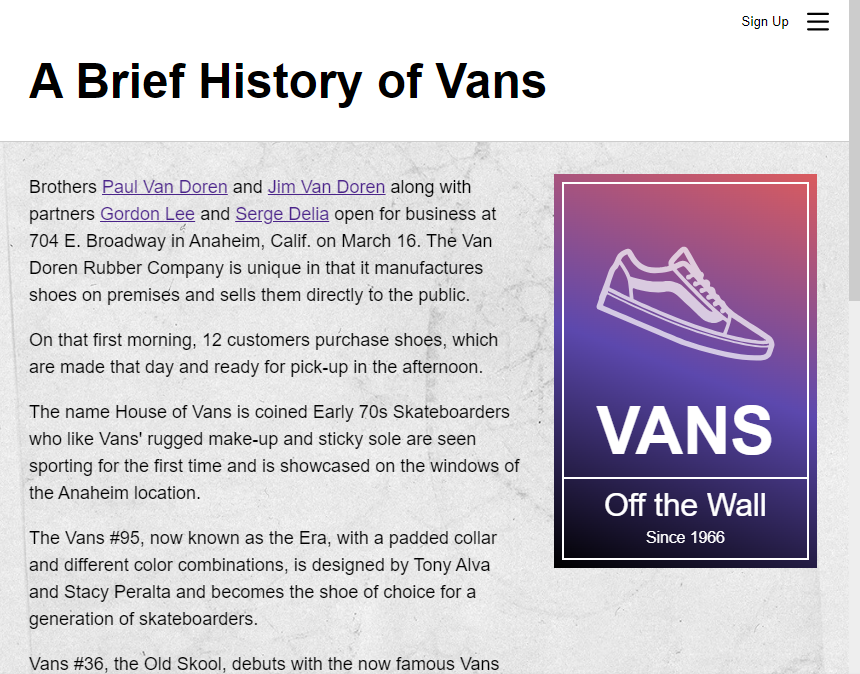 Sign Up
A Brief History of Vans
Brothers Paul Van Doren and Jim Van Doren along with
partners Gordon Lee and Serge Delia open for business at
704 E. Broadway in Anaheim, Calif. on March 16. The Van
Doren Rubber Company is unique in that it manufactures
shoes on premises and sells them directly to the public.
On that first morning, 12 customers purchase shoes, which
are made that day and ready for pick-up in the afternoon.
The name House of Vans is coined Early 70s Skateboarders
who like Vans' rugged make-up and sticky sole are seen
sporting for the first time and is showcased on the windows of
the Anaheim location.
The Vans #95, now known as the Era, with a padded collar
and different color combinations, is designed by Tony Alva
and Stacy Peralta and becomes the shoe of choice for a
generation of skateboarders.
Vans #36, the Old Skool, debuts with the now famous Vans
VANS
Off the Wall
Since 1966